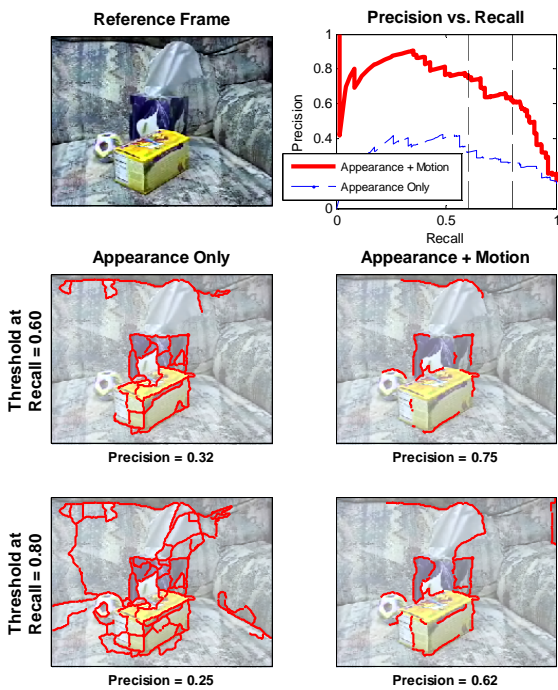 Reference Frame
Precision vs. Recall
1
0.8
0.6
0.4
0
0
0.5
1
Precision
Recall
Appearance + Motion
Appearance Only
Appearance Only
Appearance + Motion
Threshold at
Recall = 0.60
Precision = 0.32
Precision = 0.75
Threshold at
Recall = 0.80
Precision = 0.25
Precision = 0.62